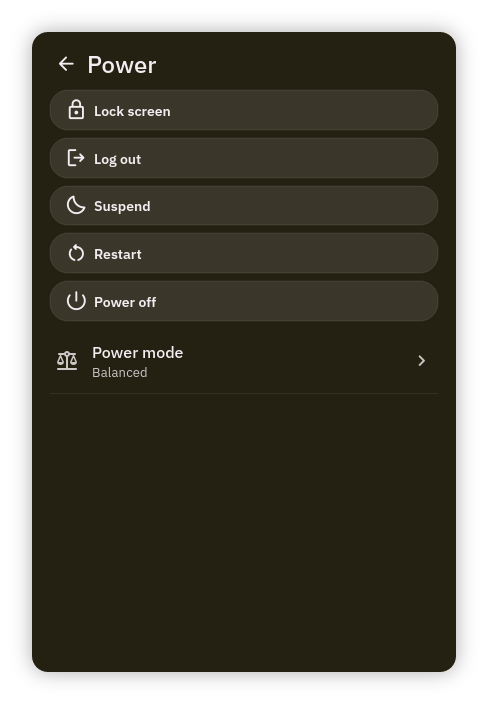 Power
Lock screen
Log out
Suspend
Restart
Power off
Power mode
Balanced